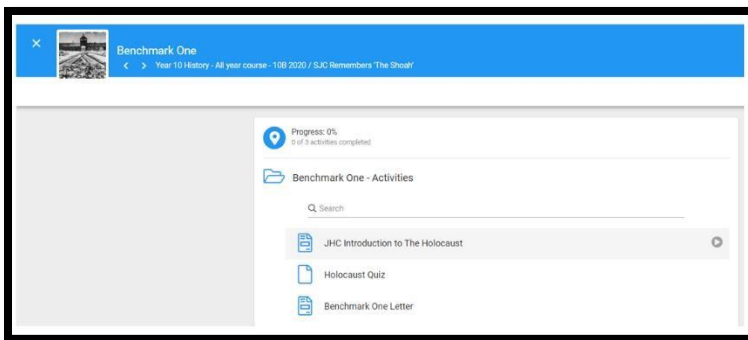 Benchmark One
Year 10 History - All year course - 10B 2020 / SJC Remembers 'The Shoah'
Progress: 0%
0 of 3 activities completed
Benchmark One - Activities
Search
JHC Introduction to The Holocaust
Holocaust Quiz
Benchmark One Letter